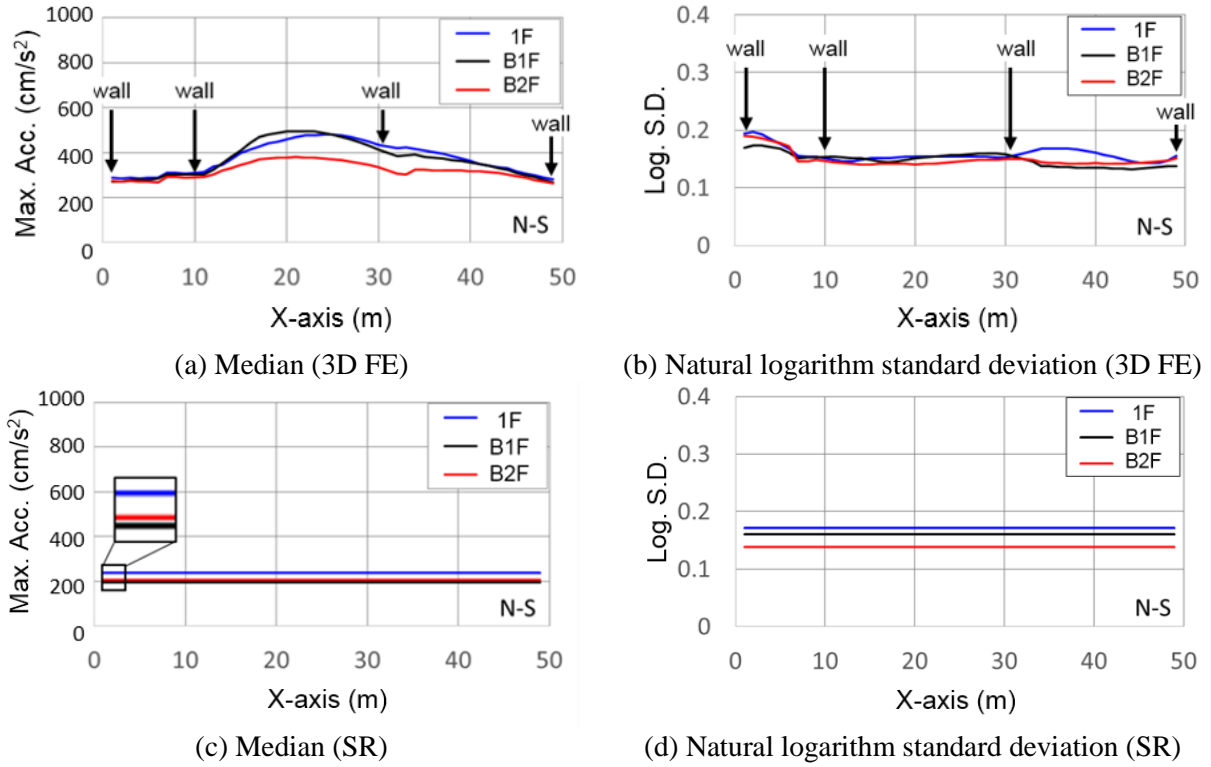 1000
800
600
400
200
0
Max. Acc. (cm/s²)
1F
B1F
B2F
wall
wall
wall
wall
N-S
0 10 20 30 40 50
X-axis (m)
(a) Median (3D FE)
0.4
0.3
0.2
0.1
0
Log. S.D.
1F
B1F
B2F
wall
wall
wall
wall
N-S
0 10 20 30 40 50
X-axis (m)
(b) Natural logarithm standard deviation (3D FE)
1000
800
600
400
200
0
Max. Acc. (cm/s²)
1F
B1F
B2F
N-S
0 10 20 30 40 50
X-axis (m)
(c) Median (SR)
0.4
0.3
0.2
0.1
0
Log. S.D.
1F
B1F
B2F
N-S
0 10 20 30 40 50
X-axis (m)
(d) Natural logarithm standard deviation (SR)